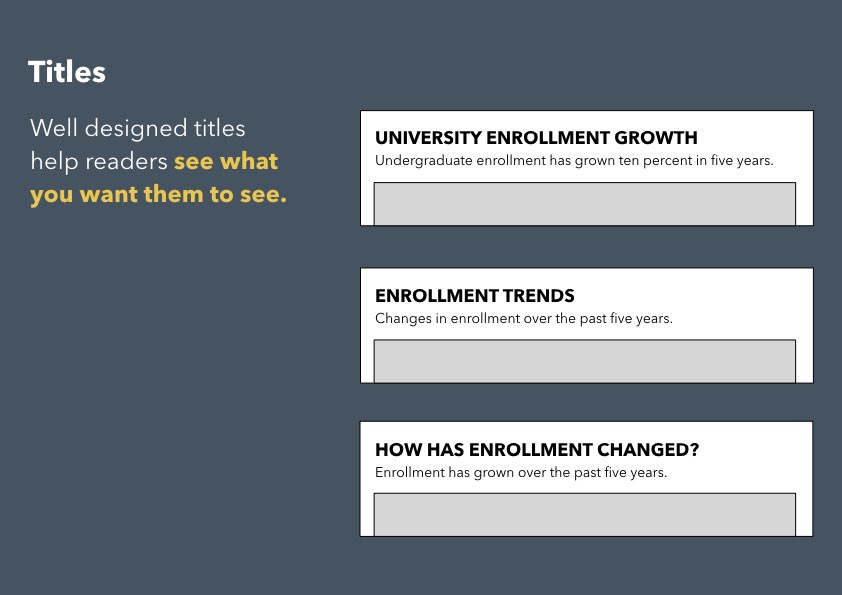 Titles
Well designed titles
help readers see what
you want them to see.
UNIVERSITY ENROLLMENT GROWTH
Undergraduate enrollment has grown ten percent in five years.
ENROLLMENT TRENDS
Changes in enrollment over the past five years.
HOW HAS ENROLLMENT CHANGED?
Enrollment has grown over the past five years.